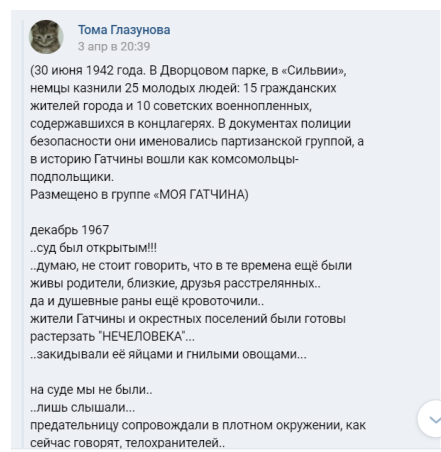 Тома Глазунова
3 апр в 20:39
(30 июня 1942 года. В Дворцовом парке, в «Сильвии»,
немцы казнили 25 молодых людей: 15 гражданских
жителей города и 10 советских военнопленных,
содержавшихся в концлагерях. В документах полиции
безопасности они именовались партизанской группой, а
в историю Гатчины вошли как комсомольцы-
подпольщики.
Размещено в группе «МОЯ ГАТЧИНА)
декабрь 1967
..суд был открытым!!!
..думаю, не стоит говорить, что в те времена ещё были
живы родители, близкие, друзья расстрелянных..
да и душевные раны ещё кровоточили..
жители Гатчины и окрестных поселений были готовы
растерзать "НЕЧЕЛОВЕКА"...
..закидывали её яйцами и гнилыми овощами...
на суде мы не были..
..лишь слышали...
предательницу сопровождали в плотном окружении, как
сейчас говорят, телохранителей..